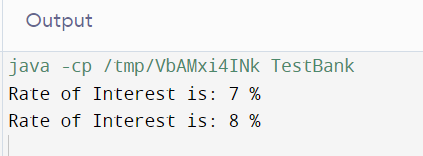 Output
java -cp /tmp/VbAMxi4INk TestBank
Rate of Interest is: 7 %
Rate of Interest is: 8 %